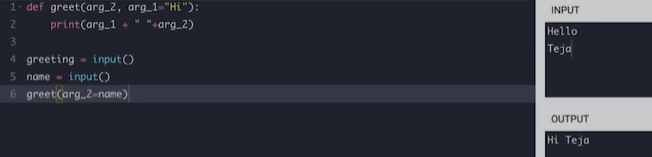 1 def greet(arg_2, arg_1="Hi"):
2 print(arg_1 + " "+arg_2)
3
4 greeting = input()
5 name = input()
6 greet(arg_2=name)
INPUT
Hello
Teja
OUTPUT
Hi Teja